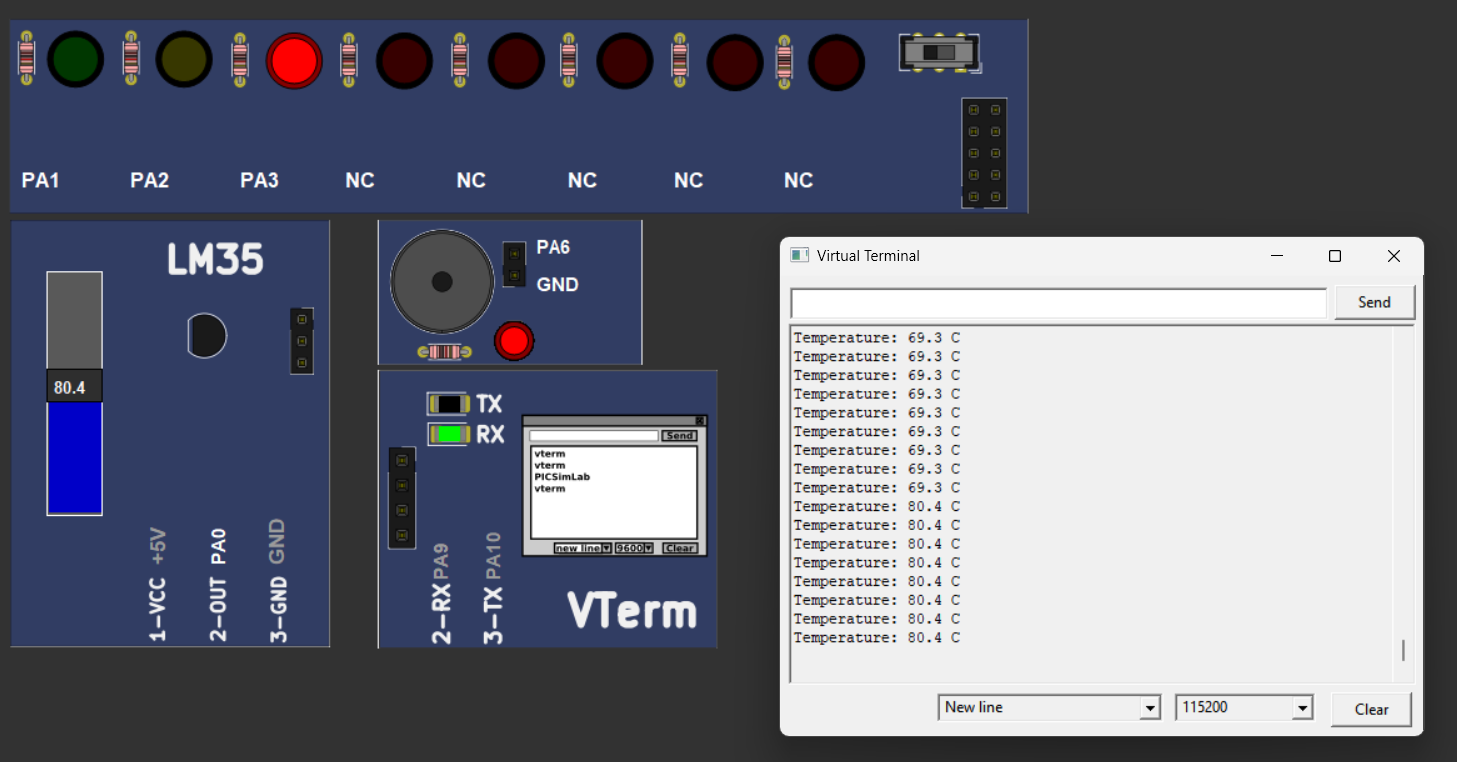 PA1 PA2 PA3 NC NC NC NC NC
LM35
80.4
1-VCC +5V
2-OUT PA0
3-GND GND
PA6
GND
TX
RX
Send
vterm
vterm
PICSimLab
vterm
new line 9600 Clear
2-RX PA9
3-TX PA10
VTerm
Virtual Terminal
Send
Temperature: 69.3 C
Temperature: 69.3 C
Temperature: 69.3 C
Temperature: 69.3 C
Temperature: 69.3 C
Temperature: 69.3 C
Temperature: 69.3 C
Temperature: 69.3 C
Temperature: 69.3 C
Temperature: 80.4 C
Temperature: 80.4 C
Temperature: 80.4 C
Temperature: 80.4 C
Temperature: 80.4 C
Temperature: 80.4 C
Temperature: 80.4 C
Temperature: 80.4 C
New line 115200 Clear